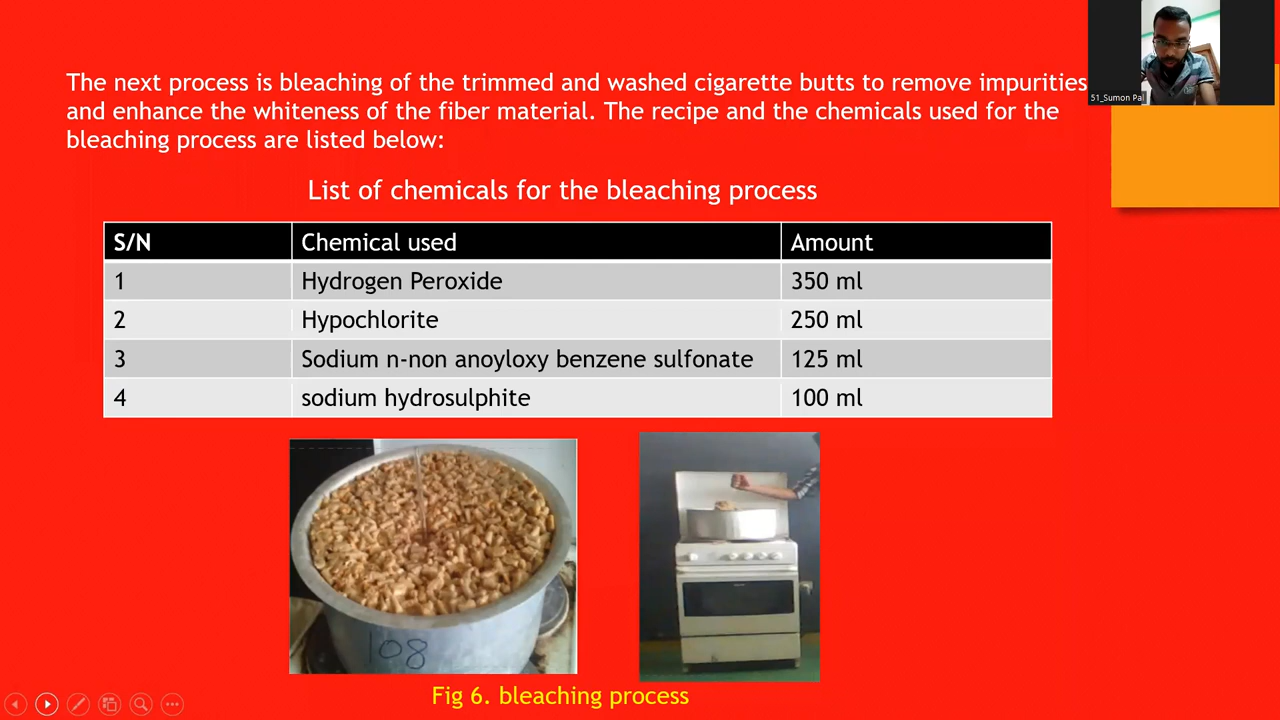 The next process is bleaching of the trimmed and washed cigarette butts to remove impurities
and enhance the whiteness of the fiber material. The recipe and the chemicals used for the
bleaching process are listed below:
51_Sumon Pal
List of chemicals for the bleaching process
S/N Chemical used Amount
1 Hydrogen Peroxide 350 ml
2 Hypochlorite 250 ml
3 Sodium n-non anoyloxy benzene sulfonate 125 ml
4 sodium hydrosulphite 100 ml
108
Fig 6. bleaching process